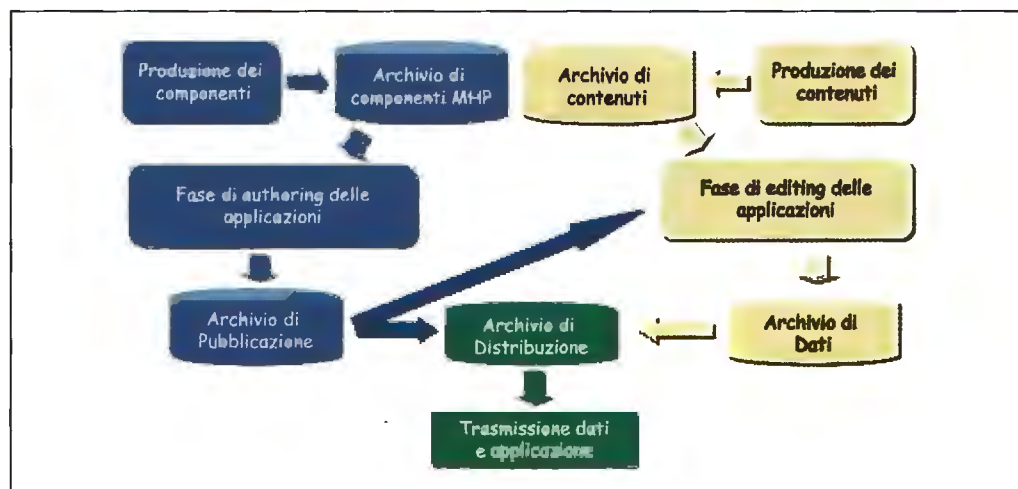 Produzione dei
componenti
Archivio di
componenti MHP
Archivio di
contenuti
Produzione dei
contenuti
Fase di authoring delle
applicazioni
Fase di editing delle
applicazioni
Archivio di
Pubblicazione
Archivio di
Distribuzione
Archivio di
Dati
Trasmissione dati
e applicazione